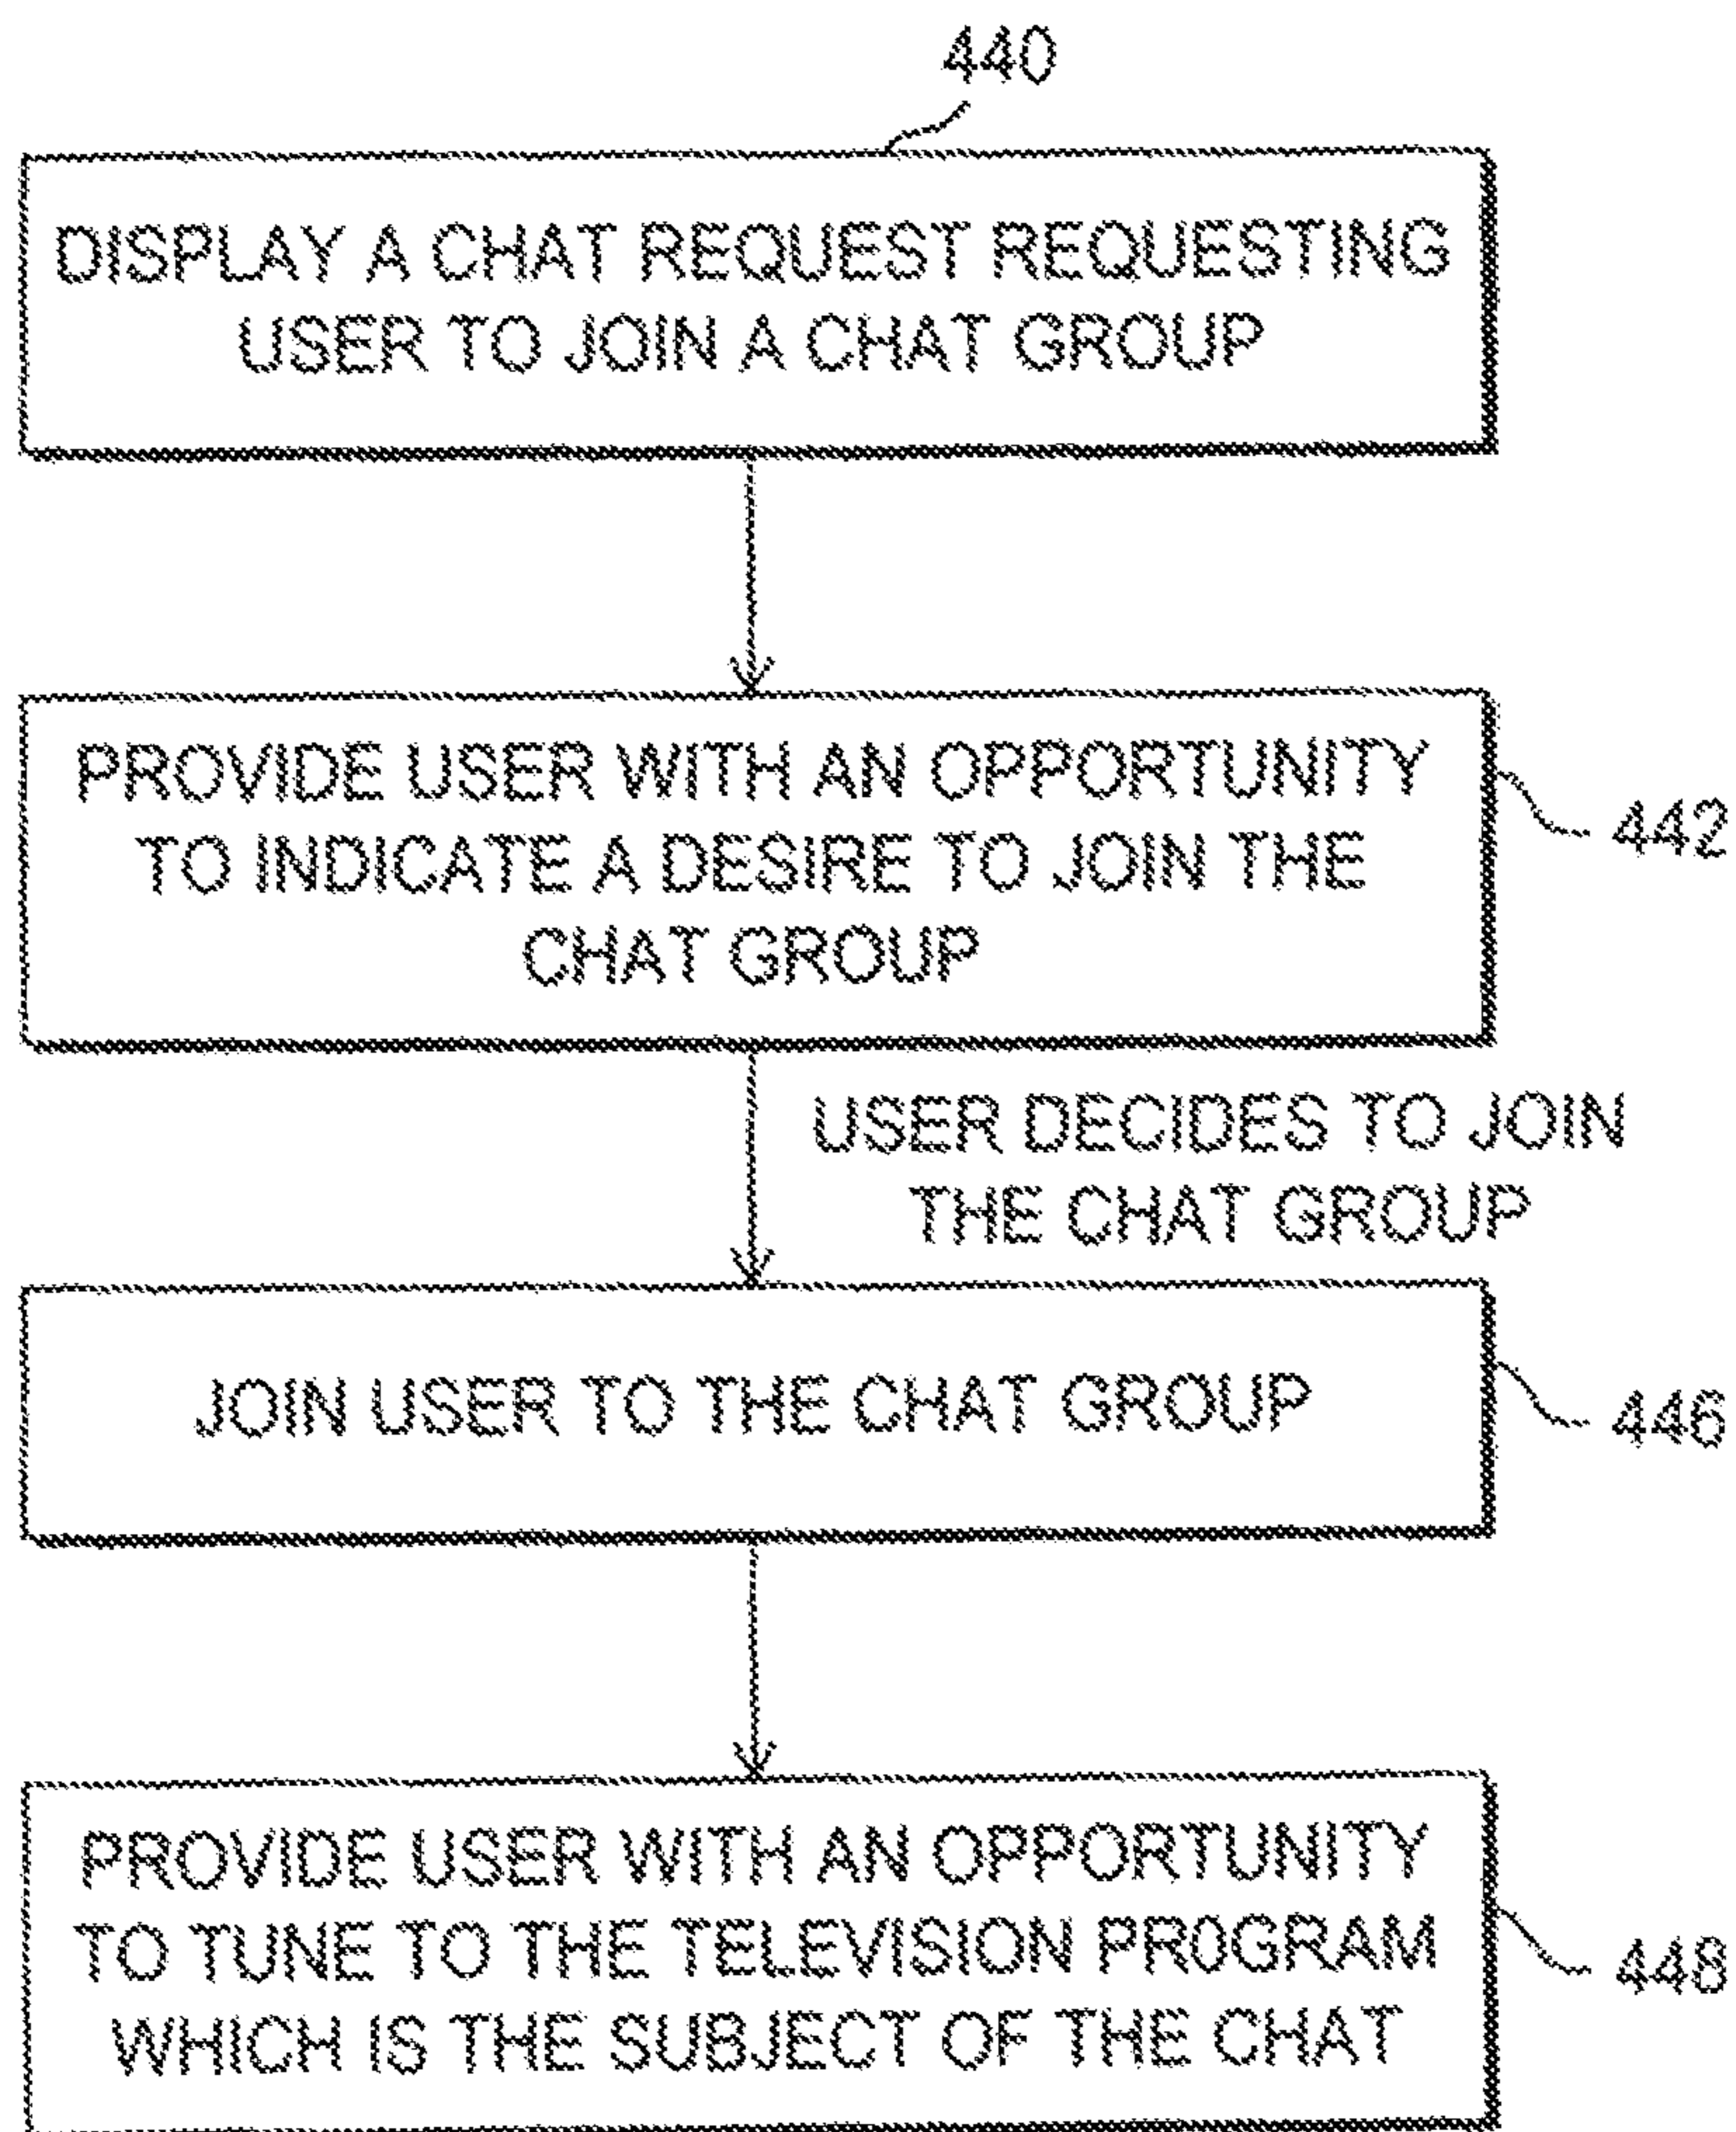 440
DISPLAY A CHAT REQUEST REQUESTING
USER TO JOIN A CHAT GROUP
PROVIDE USER WITH AN OPPORTUNITY
TO INDICATE A DESIRE TO JOIN THE
CHAT GROUP
442
USER DECIDES TO JOIN
THE CHAT GROUP
JOIN USER TO THE CHAT GROUP
446
PROVIDE USER WITH AN OPPORTUNITY
TO TUNE TO THE TELEVISION PROGRAM
WHICH IS THE SUBJECT OF THE CHAT
448